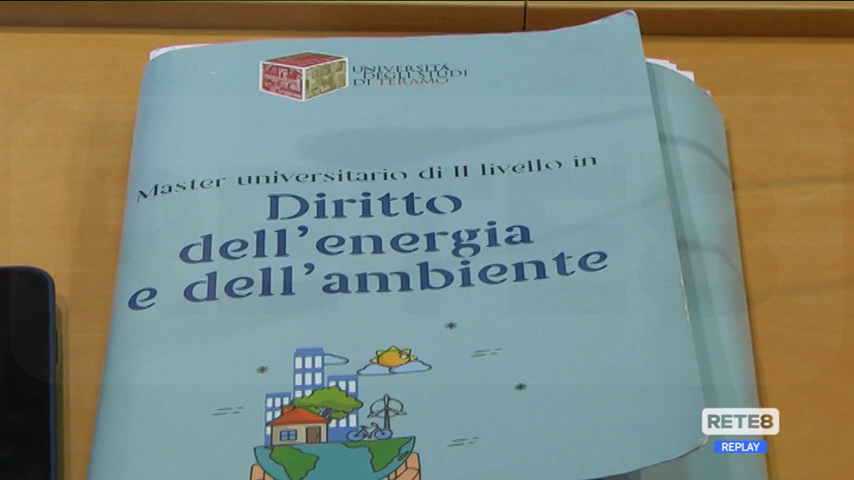 UNIVERSITÀ
DEGLI STUDI
DI TERAMO
Master universitario di II livello in
Diritto
dell'energia
e dell'ambiente
RETE8
REPLAY